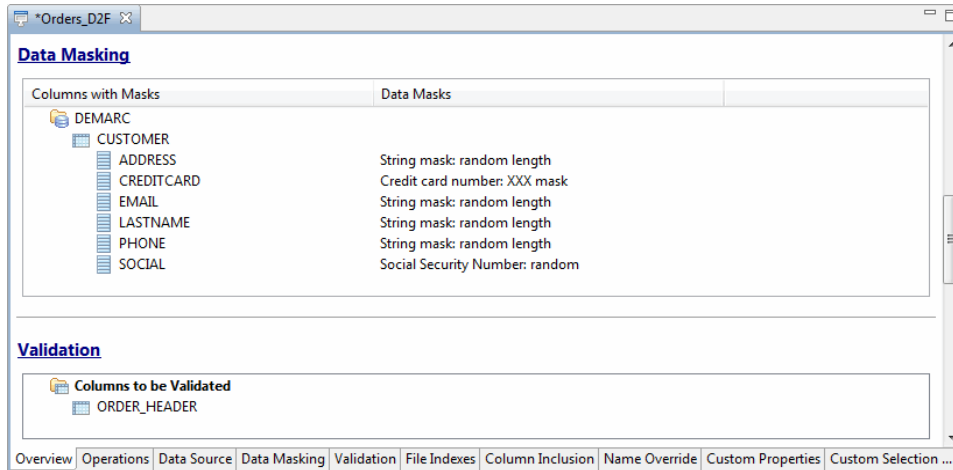 *Orders_D2F
Data Masking
Columns with Masks Data Masks
DEMARC
CUSTOMER
ADDRESS String mask: random length
CREDITCARD Credit card number: XXX mask
EMAIL String mask: random length
LASTNAME String mask: random length
PHONE String mask: random length
SOCIAL Social Security Number: random
Validation
Columns to be Validated
ORDER_HEADER
Overview Operations Data Source Data Masking Validation File Indexes Column Inclusion Name Override Custom Properties Custom Selection ...